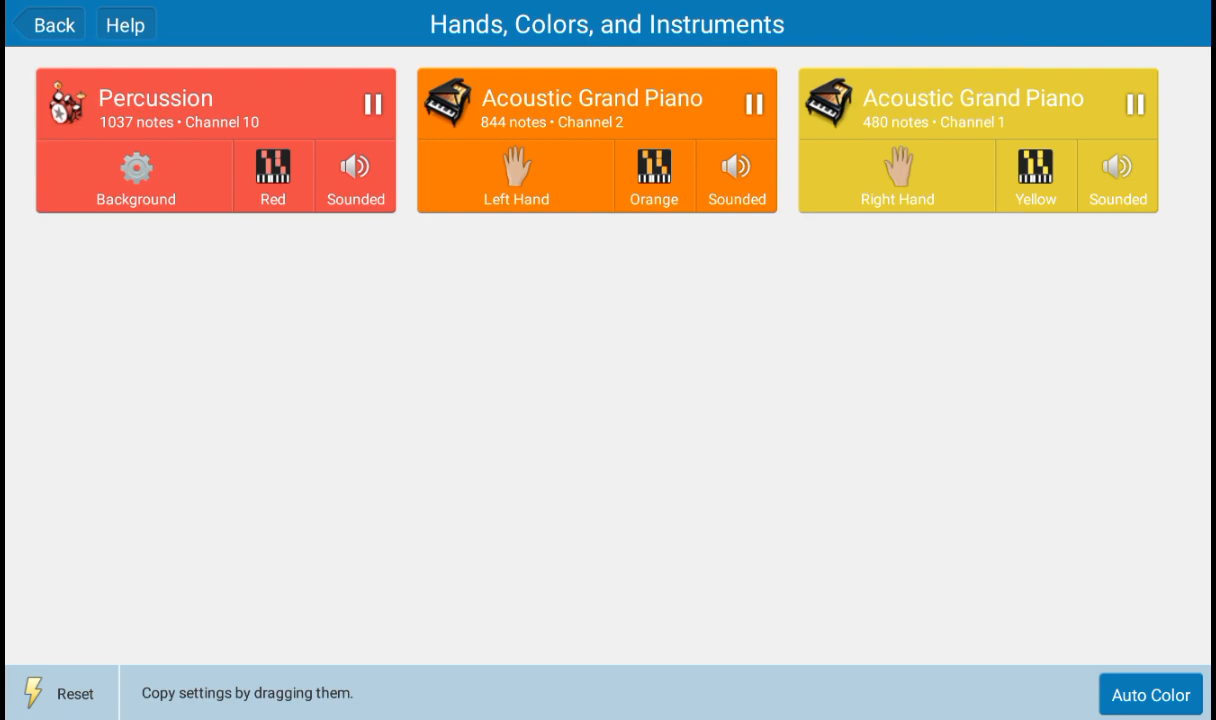 Back Help Hands, Colors, and Instruments
Percussion
1037 notes • Channel 10
Background Red Sounded
Acoustic Grand Piano
844 notes • Channel 2
Left Hand Orange Sounded
Acoustic Grand Piano
480 notes • Channel 1
Right Hand Yellow Sounded
Reset Copy settings by dragging them. Auto Color